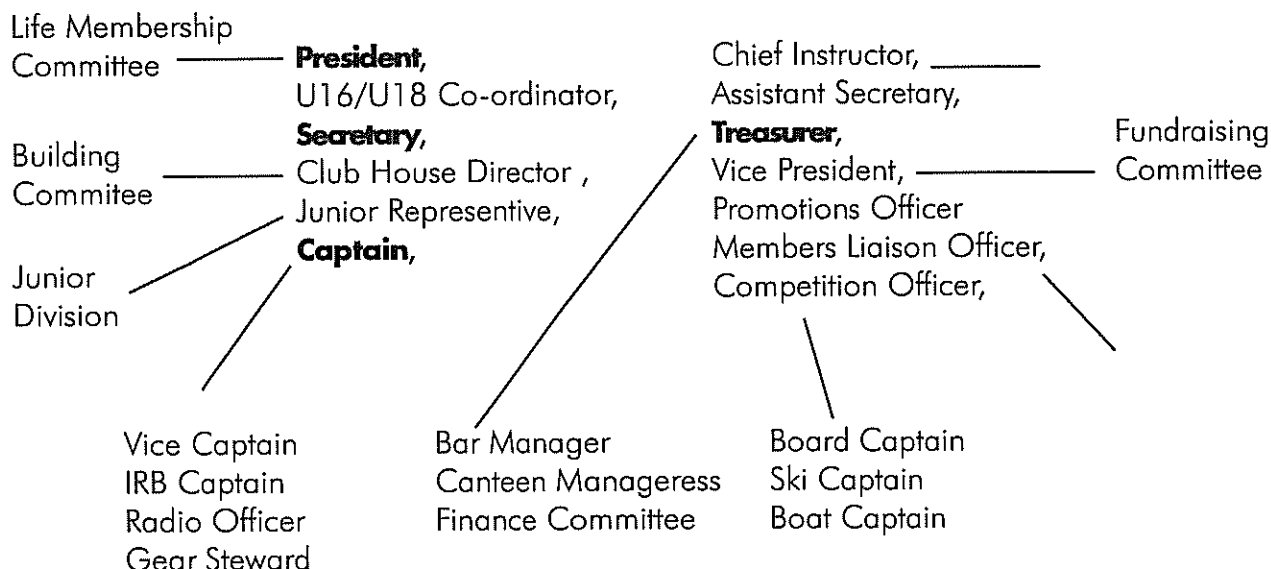 Life Membership
Committee
President,
U16/U18 Co-ordinator,
Secretary,
Building
Commitee
Club House Director ,
Junior Representive,
Captain,
Junior
Division
Chief Instructor,
Assistant Secretary,
Treasurer,
Vice President,
Fundraising
Committee
Promotions Officer
Members Liaison Officer,
Competition Officer,
Vice Captain
IRB Captain
Radio Officer
Gear Steward
Bar Manager
Canteen Manageress
Finance Committee
Board Captain
Ski Captain
Boat Captain